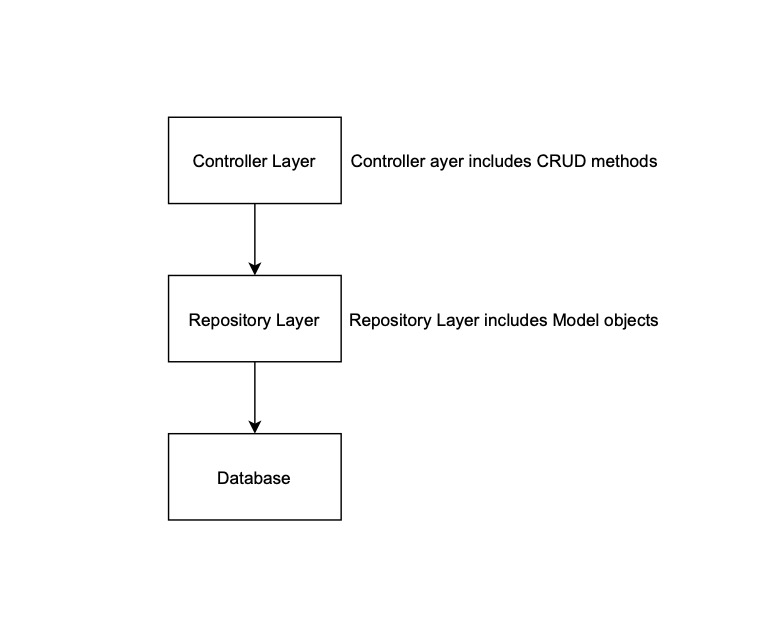 Controller Layer
Controller ayer includes CRUD methods
Repository Layer
Repository Layer includes Model objects
Database